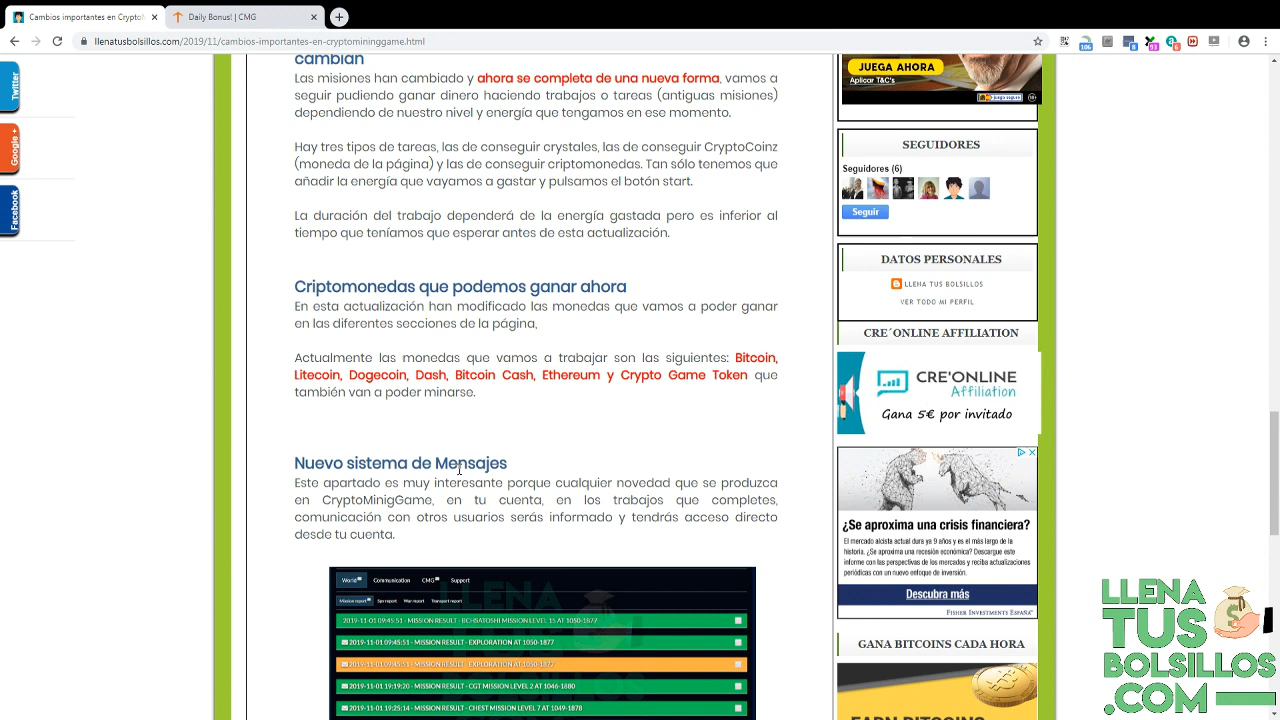 Cambios importantes en CryptoM
Daily Bonus! | CMG
llenatusbolsillos.com/2019/11/cambios-importantes-en-cryptomininggame.html
106
8
93
6
Twitter
Google +
Facebook
cambian
Las misiones han cambiado y ahora se completa de una nueva forma, vamos a
seguir pudiendo ganar dinero haciendo trabajos o tareas (antiguas misiones)
dependiendo de nuestro nivel y energía que tengamos en ese momento.
Hay tres tipos de tareas, las de conseguir crystales, las de conseguir CryptoCoinz
(moneda de la página) y las de conseguir criptomonedas. Tan sólo tenemos que
añadir la energía que vayamos a gastar y pulsamos el botón start.
La duración del trabajo dependerá de la energía gastada pero es inferior al
tiempo que teníamos que esperar antes de esta actualización.
Criptomonedas que podemos ganar ahora
En esta actualización han modificado las monedas que vamos a poder ganar
en las diferentes secciones de la página,
Actualmente las monedas que vamos a trabajar son las siguientes: Bitcoin,
Litecoin, Dogecoin, Dash, Bitcoin Cash, Ethereum y Crypto Game Token que
también van a poder minarse.
Nuevo sistema de Mensajes
Este apartado es muy interesante porque cualquier novedad que se produzca
en CryptoMinigGame, en tu cuenta, en los trabajos que completes,
comunicación con otros usuarios serás informado y tendrás acceso directo
desde tu cuenta.
World Communication CMG Support
Mission report Spy report War report Transport report
2019-11-01 09:45:51 - MISSION RESULT - BCHSATOSHI MISSION LEVEL 15 AT 1050-1877
2019-11-01 09:45:51 - MISSION RESULT - EXPLORATION AT 1050-1877
2019-11-01 09:45:51 - MISSION RESULT - EXPLORATION AT 1050-1877
2019-11-01 19:19:20 - MISSION RESULT - CGT MISSION LEVEL 2 AT 1046-1880
2019-11-01 19:25:14 - MISSION RESULT - CHEST MISSION LEVEL 7 AT 1049-1878
JUEGA AHORA
Aplicar T&C's
juego seguro
SEGUIDORES
Seguidores (6)
Seguir
DATOS PERSONALES
LLENA TUS BOLSILLOS
VER TODO MI PERFIL
CRE´ONLINE AFFILIATION
CRE'ONLINE
Affiliation
Gana 5€ por invitado
¿Se aproxima una crisis financiera?
El mercado alcista actual dura ya 9 años y es el más largo de la
historia. ¿Se aproxima una recesión económica? Descargue este
informe con las perspectivas de los mercados y reciba actualizaciones
periódicas con un nuevo enfoque de inversión.
Descubra más
FISHER INVESTMENTS ESPAÑA
GANA BITCOINS CADA HORA
EARN BITCOINS
LLENA
TUS